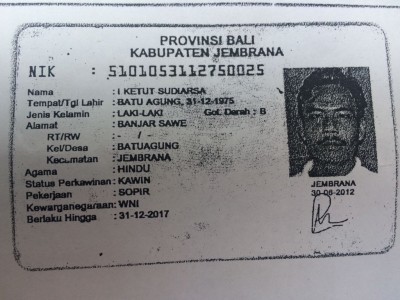 PROVINSI BALI
KABUPATEN JEMBRANA
NIK : 5101053112750025
Nama : I KETUT SUDIARSA
Tempat/Tgl Lahir : BATU AGUNG, 31-12-1975
Jenis Kelamin : LAKI-LAKI Gol. Darah : B
Alamat : BANJAR SAWE
RT/RW : - / -
Kel/Desa : BATUAGUNG
Kecamatan : JEMBRANA
Agama : HINDU
Status Perkawinan : KAWIN
Pekerjaan : SOPIR
Kewarganegaraan : WNI
Berlaku Hingga : 31-12-2017
JEMBRANA
30-06-2012